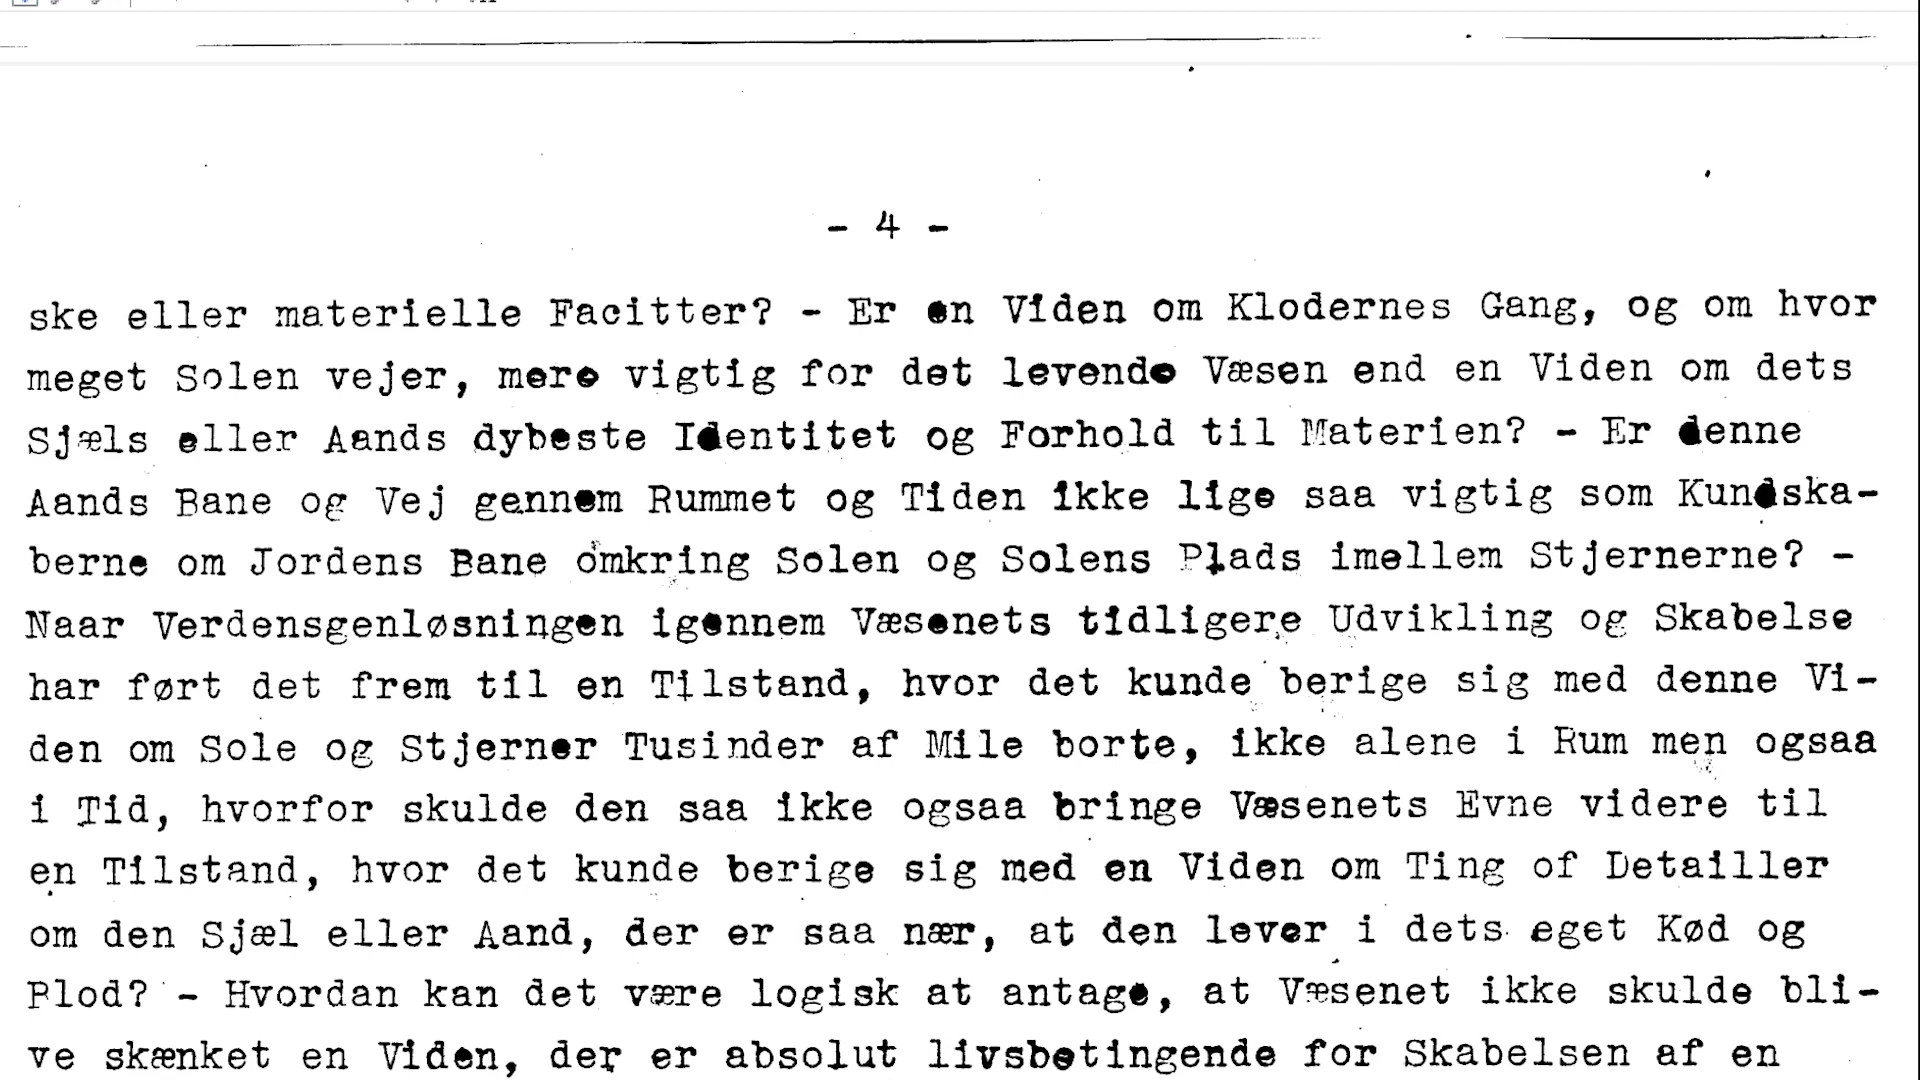 - 4 -
ske eller materielle Facitter? - Er en Viden om Klodernes Gang, og om hvor
meget Solen vejer, mere vigtig for det levende Væsen end en Viden om dets
Sjæls eller Aands dybeste Identitet og Forhold til Materien? - Er denne
Aands Bane og Vej gennem Rummet og Tiden ikke lige saa vigtig som Kundska-
berne om Jordens Bane omkring Solen og Solens Plads imellem Stjernerne? -
Naar Verdensgenløsningen igennem Væsenets tidligere Udvikling og Skabelse
har ført det frem til en Tilstand, hvor det kunde berige sig med denne Vi-
den om Sole og Stjerner Tusinder af Mile borte, ikke alene i Rum men ogsaa
i Tid, hvorfor skulde den saa ikke ogsaa bringe Væsenets Evne videre til
en Tilstand, hvor det kunde berige sig med en Viden om Ting of Detailler
om den Sjæl eller Aand, der er saa nær, at den lever i dets eget Kød og
Blod? - Hvordan kan det være logisk at antage, at Væsenet ikke skulde bli-
ve skænket en Viden, der er absolut livsbetingende for Skabelsen af en